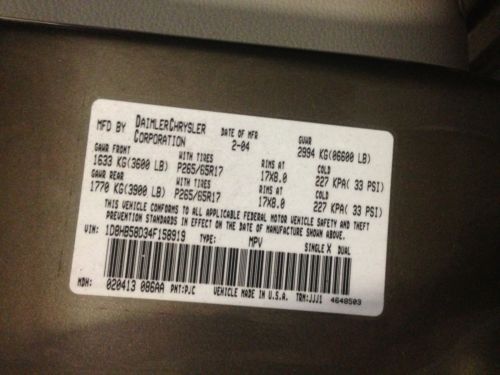 MFD BY DAIMLERCHRYSLER CORPORATION DATE OF MFR 2-04 GVWR 2994 KG(06600 LB)
GAWR FRONT WITH TIRES RIMS AT COLD
1633 KG(3600 LB) P265/65R17 17X8.0 227 KPA( 33 PSI)
GAWR REAR WITH TIRES RIMS AT COLD
1770 KG(3900 LB) P265/65R17 17X8.0 227 KPA( 33 PSI)
THIS VEHICLE CONFORMS TO ALL APPLICABLE FEDERAL MOTOR VEHICLE SAFETY AND THEFT
PREVENTION STANDARDS IN EFFECT ON THE DATE OF MANUFACTURE SHOWN ABOVE.
VIN: 1D8HB58D34F158919 TYPE: MPV SINGLE X DUAL
MDH: 020413 086AA PNT:PJC VEHICLE MADE IN U.S.A. TRM:JJJ1 4648503